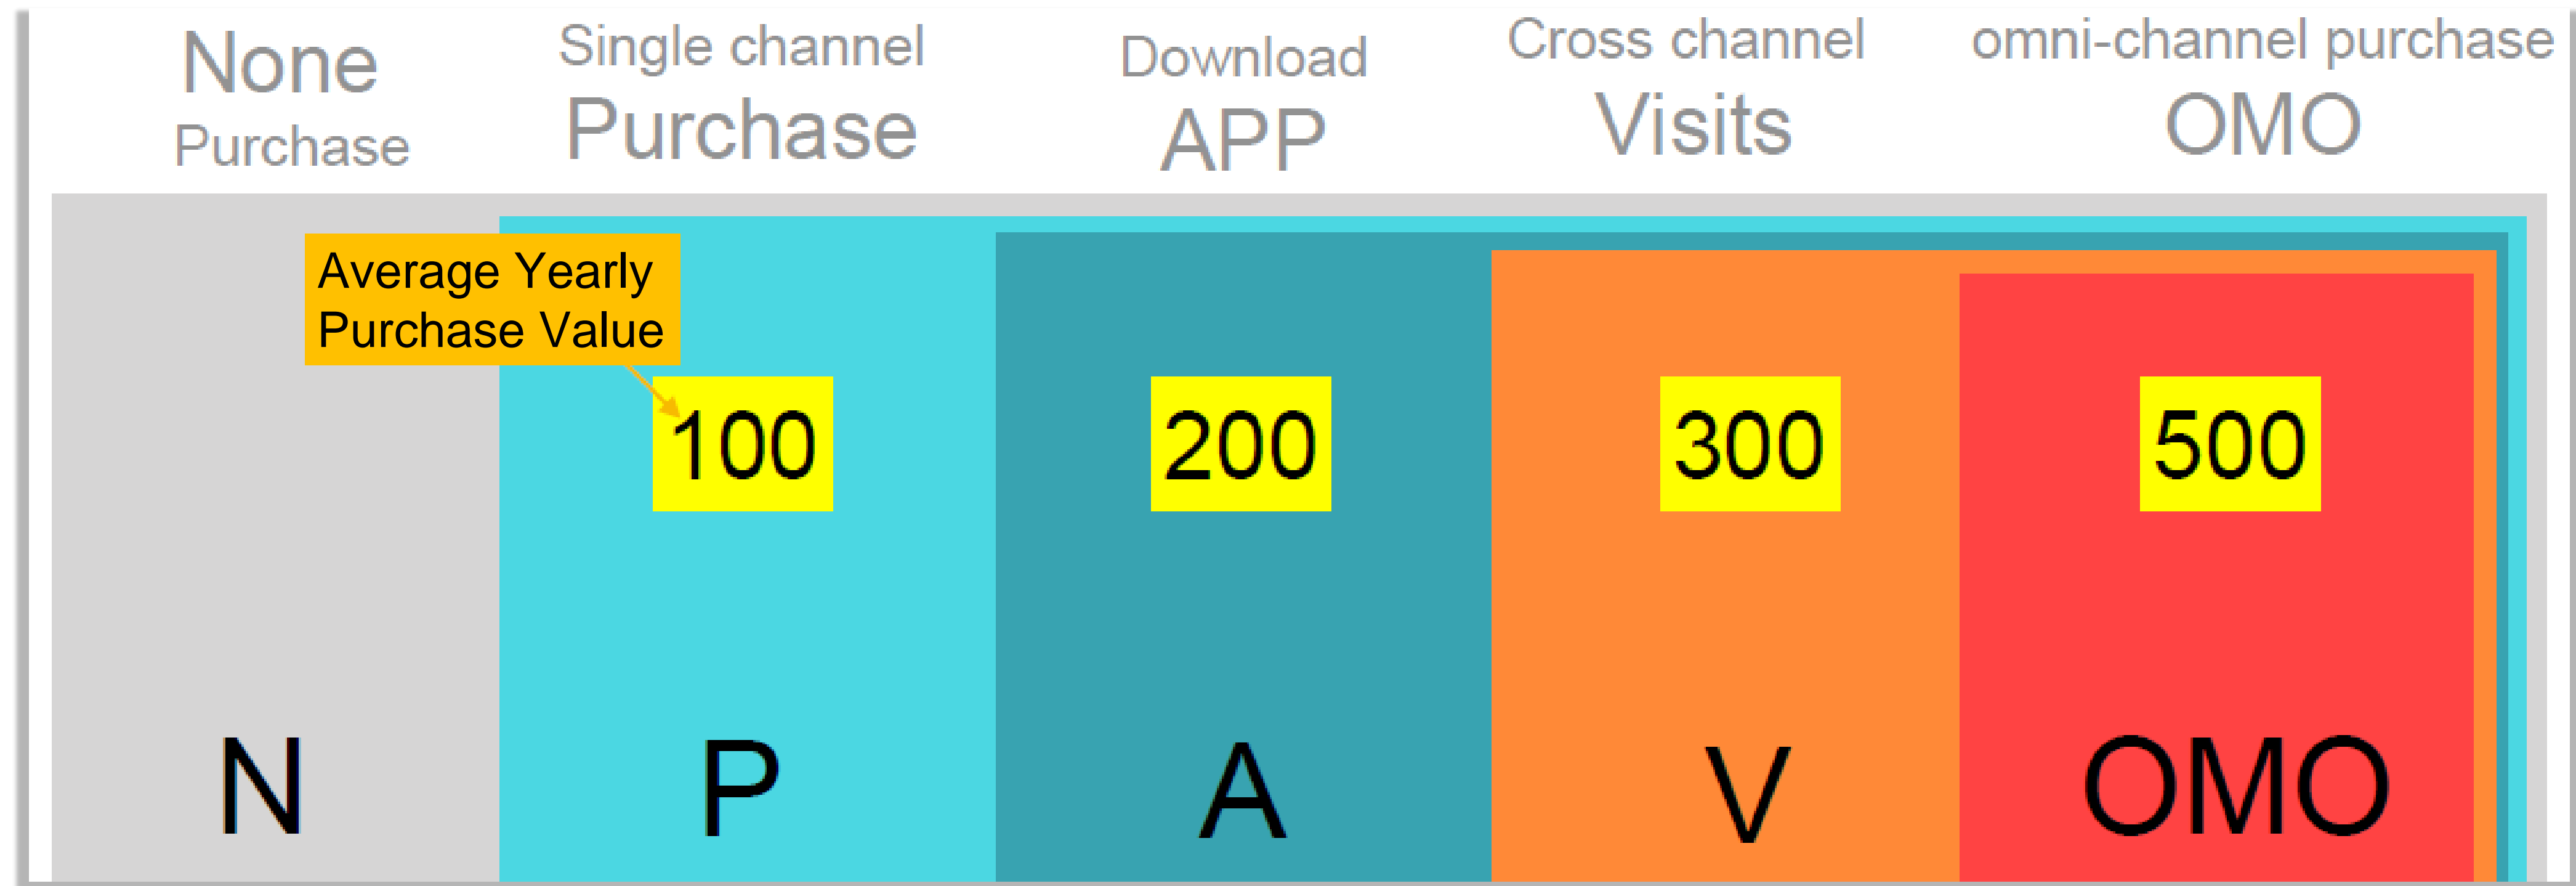 None
Purchase
Single channel
Purchase
Download
APP
Cross channel
Visits
omni-channel purchase
OMO
Average Yearly
Purchase Value
100
200
300
500
N
P
A
V
OMO